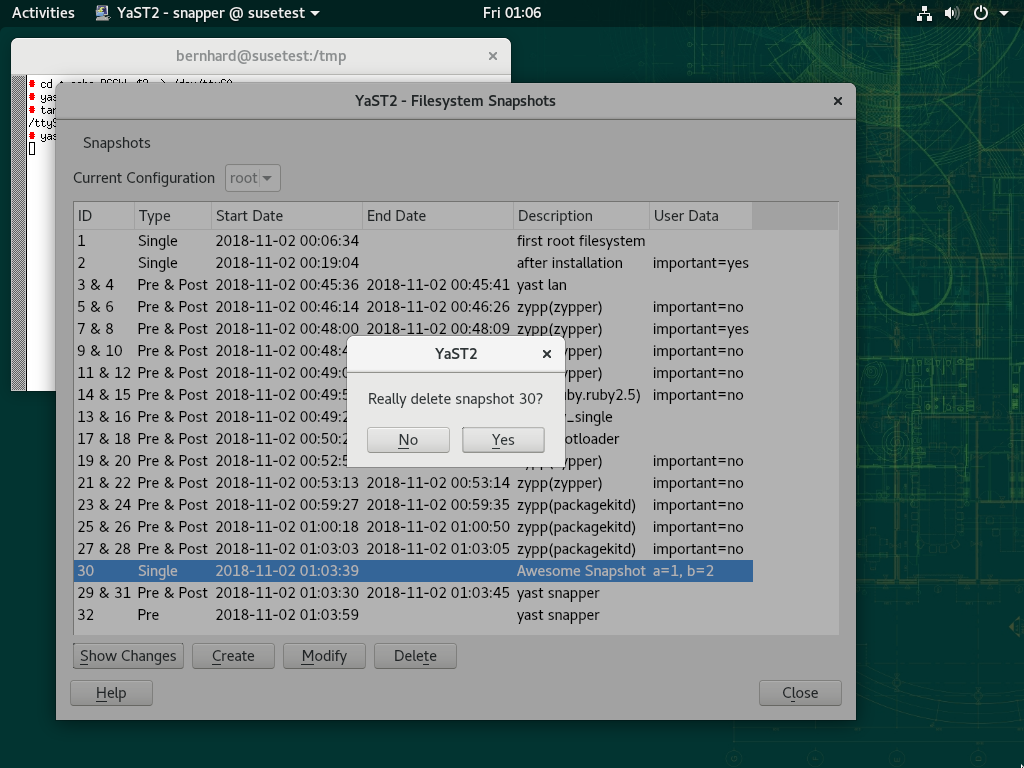 Activities YaST2 - snapper @ susetest Fri 01:06
bernhard@susetest:/tmp
cd
yas
tar
/ttyS
yas
YaST2 - Filesystem Snapshots
Snapshots
Current Configuration root
ID Type Start Date End Date Description User Data
1 Single 2018-11-02 00:06:34 first root filesystem
2 Single 2018-11-02 00:19:04 after installation important=yes
3 & 4 Pre & Post 2018-11-02 00:45:36 2018-11-02 00:45:41 yast lan
5 & 6 Pre & Post 2018-11-02 00:46:14 2018-11-02 00:46:26 zypp(zypper) important=no
7 & 8 Pre & Post 2018-11-02 00:48:00 2018-11-02 00:48:09 zypp(zypper) important=yes
9 & 10 Pre & Post 2018-11-02 00:48:4 ypper) important=no
11 & 12 Pre & Post 2018-11-02 00:49:0 ypper) important=no
14 & 15 Pre & Post 2018-11-02 00:49:5 uby.ruby2.5) important=no
13 & 16 Pre & Post 2018-11-02 00:49:2 _single
17 & 18 Pre & Post 2018-11-02 00:50:2 otloader
19 & 20 Pre & Post 2018-11-02 00:52:5 zypp(zypper) important=no
21 & 22 Pre & Post 2018-11-02 00:53:13 2018-11-02 00:53:14 zypp(zypper) important=no
23 & 24 Pre & Post 2018-11-02 00:59:27 2018-11-02 00:59:35 zypp(packagekitd) important=no
25 & 26 Pre & Post 2018-11-02 01:00:18 2018-11-02 01:00:50 zypp(packagekitd) important=no
27 & 28 Pre & Post 2018-11-02 01:03:03 2018-11-02 01:03:05 zypp(packagekitd) important=no
30 Single 2018-11-02 01:03:39 Awesome Snapshot a=1, b=2
29 & 31 Pre & Post 2018-11-02 01:03:30 2018-11-02 01:03:45 yast snapper
32 Pre 2018-11-02 01:03:59 yast snapper
YaST2
Really delete snapshot 30?
No Yes
Show Changes Create Modify Delete
Help Close